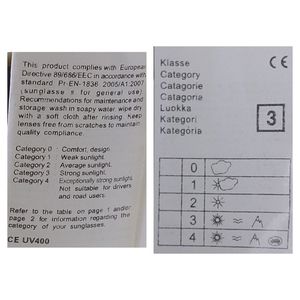 This product complies with European
Directive 89/686/EEC in accordance with
standard Pr-EN-1836 2005/A1:2007
(sunglasses for general use).
Recommendations for maintenance and
storage wash in soapy water, wipe dry
with a soft cloth after rinsing. Keep
lenses free from scratches to maintain
quality compliance.
Category 0 : Comfort, design
Category 1 Weak sunlight.
Category 2 Average sunlight.
Category 3 Strong sunlight.
Category 4 Exceptionally strong sunlight.
Not suitable for drivers
and road users.
Refer to the table on page 1 and/or
page 2 for information regarding the
category of your sunglasses.
CE UV400
Klasse CE
Category
Catagorie
Catagoria
Luokka
Kategori
Kategória
3
0
1
2
3
4